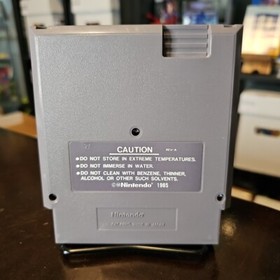 CAUTION
●DO NOT STORE IN EXTREME TEMPERATURES.
●DO NOT IMMERSE IN WATER.
●DO NOT CLEAN WITH BENZENE, THINNER,
ALCOHOL OR OTHER SUCH SOLVENTS.
©Nintendo 1985
Nintendo